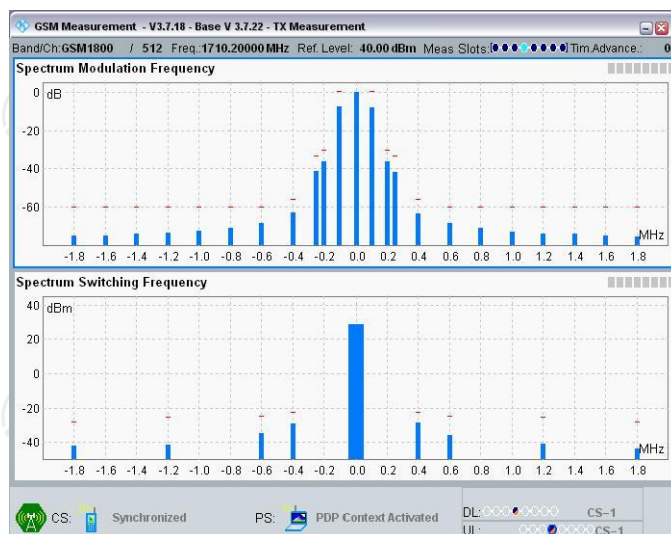 GSM Measurement - V3.7.18 - Base V 3.7.22 - TX Measurement
Band/Ch:GSM1800 / 512 Freq.:1710.20000 MHz Ref. Level: 40.00 dBm Meas Slots: Tim.Advance.: 0
Spectrum Modulation Frequency
0 dB
-20
-40
-60
MHz
-1.8 -1.6 -1.4 -1.2 -1.0 -0.8 -0.6 -0.4 -0.2 0.0 0.2 0.4 0.6 0.8 1.0 1.2 1.4 1.6 1.8
Spectrum Switching Frequency
40 dBm
20
0
-20
-40 MHz
-1.8 -1.6 -1.4 -1.2 -1.0 -0.8 -0.6 -0.4 -0.2 0.0 0.2 0.4 0.6 0.8 1.0 1.2 1.4 1.6 1.8
CS: Synchronized PS: PDP Context Activated DL: CS-1
UL: CS-1